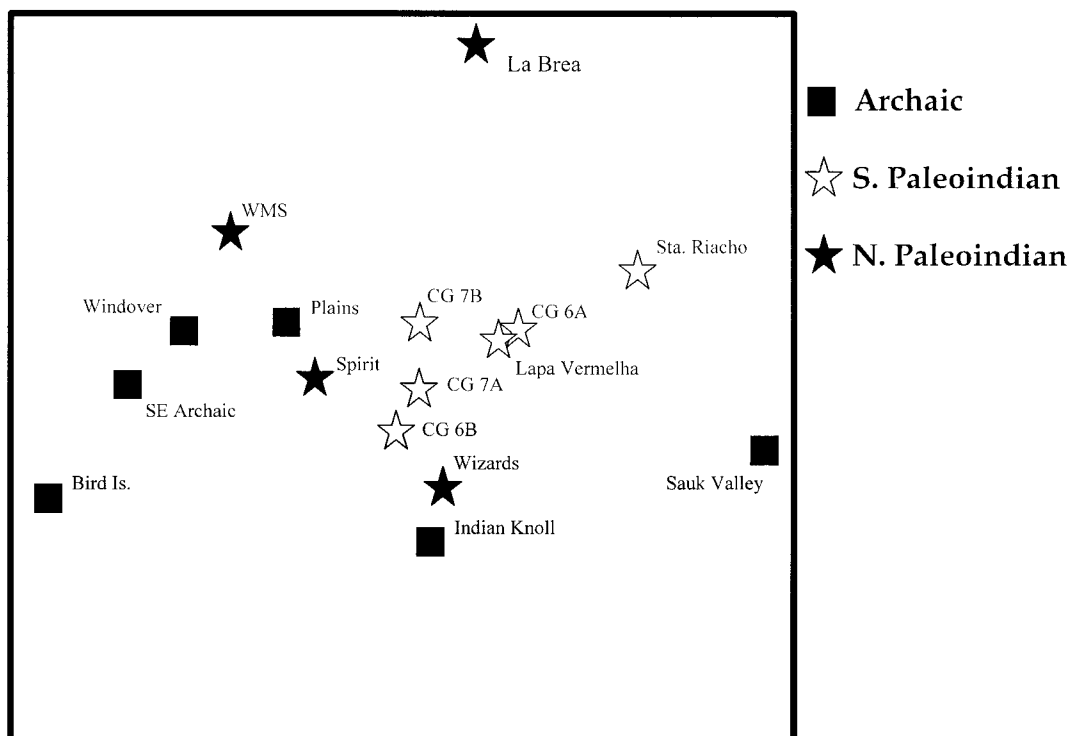 La Brea
Archaic
S. Paleoindian
WMS
Sta. Riacho
N. Paleoindian
CG 7B
Windover
Plains
CG 6A
Spirit
Lapa Vermelha
CG 7A
SE Archaic
CG 6B
Wizards
Bird Is.
Sauk Valley
Indian Knoll